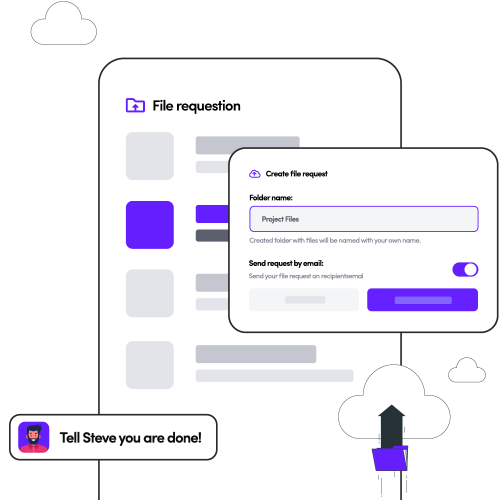 File requestion
Create file request
Folder name:
Project Files
Created folder with files will be named with your own name.
Send request by email:
Send your file request on recipientsemal
Tell Steve you are done!